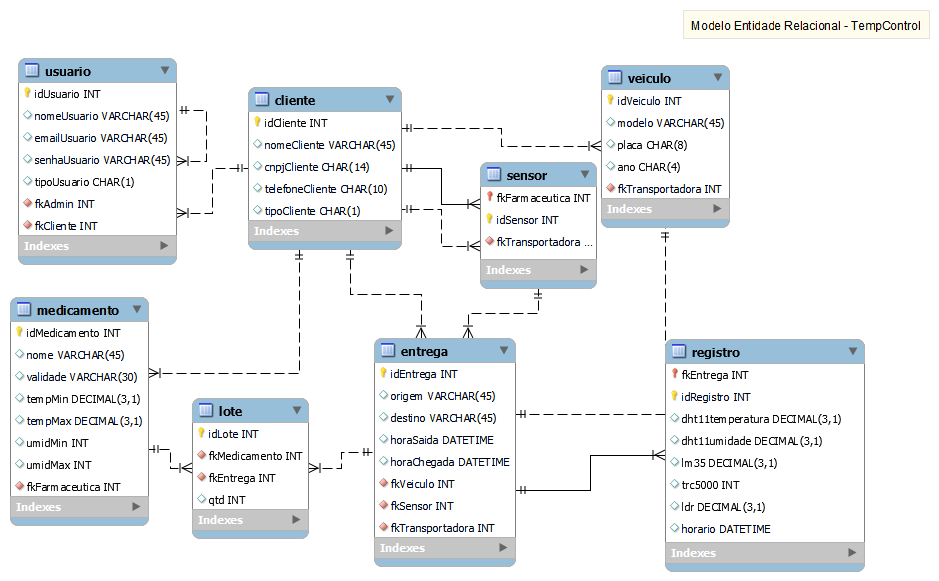 Modelo Entidade Relacional - TempControl
usuario
idUsuario INT
nomeUsuario VARCHAR(45)
emailUsuario VARCHAR(45)
senhaUsuario VARCHAR(45)
tipoUsuario CHAR(1)
fkAdmin INT
fkCliente INT
Indexes
cliente
idCliente INT
nomeCliente VARCHAR(45)
cnpjCliente CHAR(14)
telefoneCliente CHAR(10)
tipoCliente CHAR(1)
Indexes
sensor
fkFarmaceutica INT
idSensor INT
fkTransportadora ...
Indexes
veiculo
idVeiculo INT
modelo VARCHAR(45)
placa CHAR(8)
ano CHAR(4)
fkTransportadora INT
Indexes
medicamento
idMedicamento INT
nome VARCHAR(45)
validade VARCHAR(30)
tempMin DECIMAL(3,1)
tempMax DECIMAL(3,1)
umidMin INT
umidMax INT
fkFarmaceutica INT
Indexes
lote
idLote INT
fkMedicamento INT
fkEntrega INT
qtd INT
Indexes
entrega
idEntrega INT
origem VARCHAR(45)
destino VARCHAR(45)
horaSaida DATETIME
horaChegada DATETIME
fkVeiculo INT
fkSensor INT
fkTransportadora INT
Indexes
registro
fkEntrega INT
idRegistro INT
dht11temperatura DECIMAL(3,1)
dht11umidade DECIMAL(3,1)
lm35 DECIMAL(3,1)
trc5000 INT
ldr DECIMAL(3,1)
horario DATETIME
Indexes